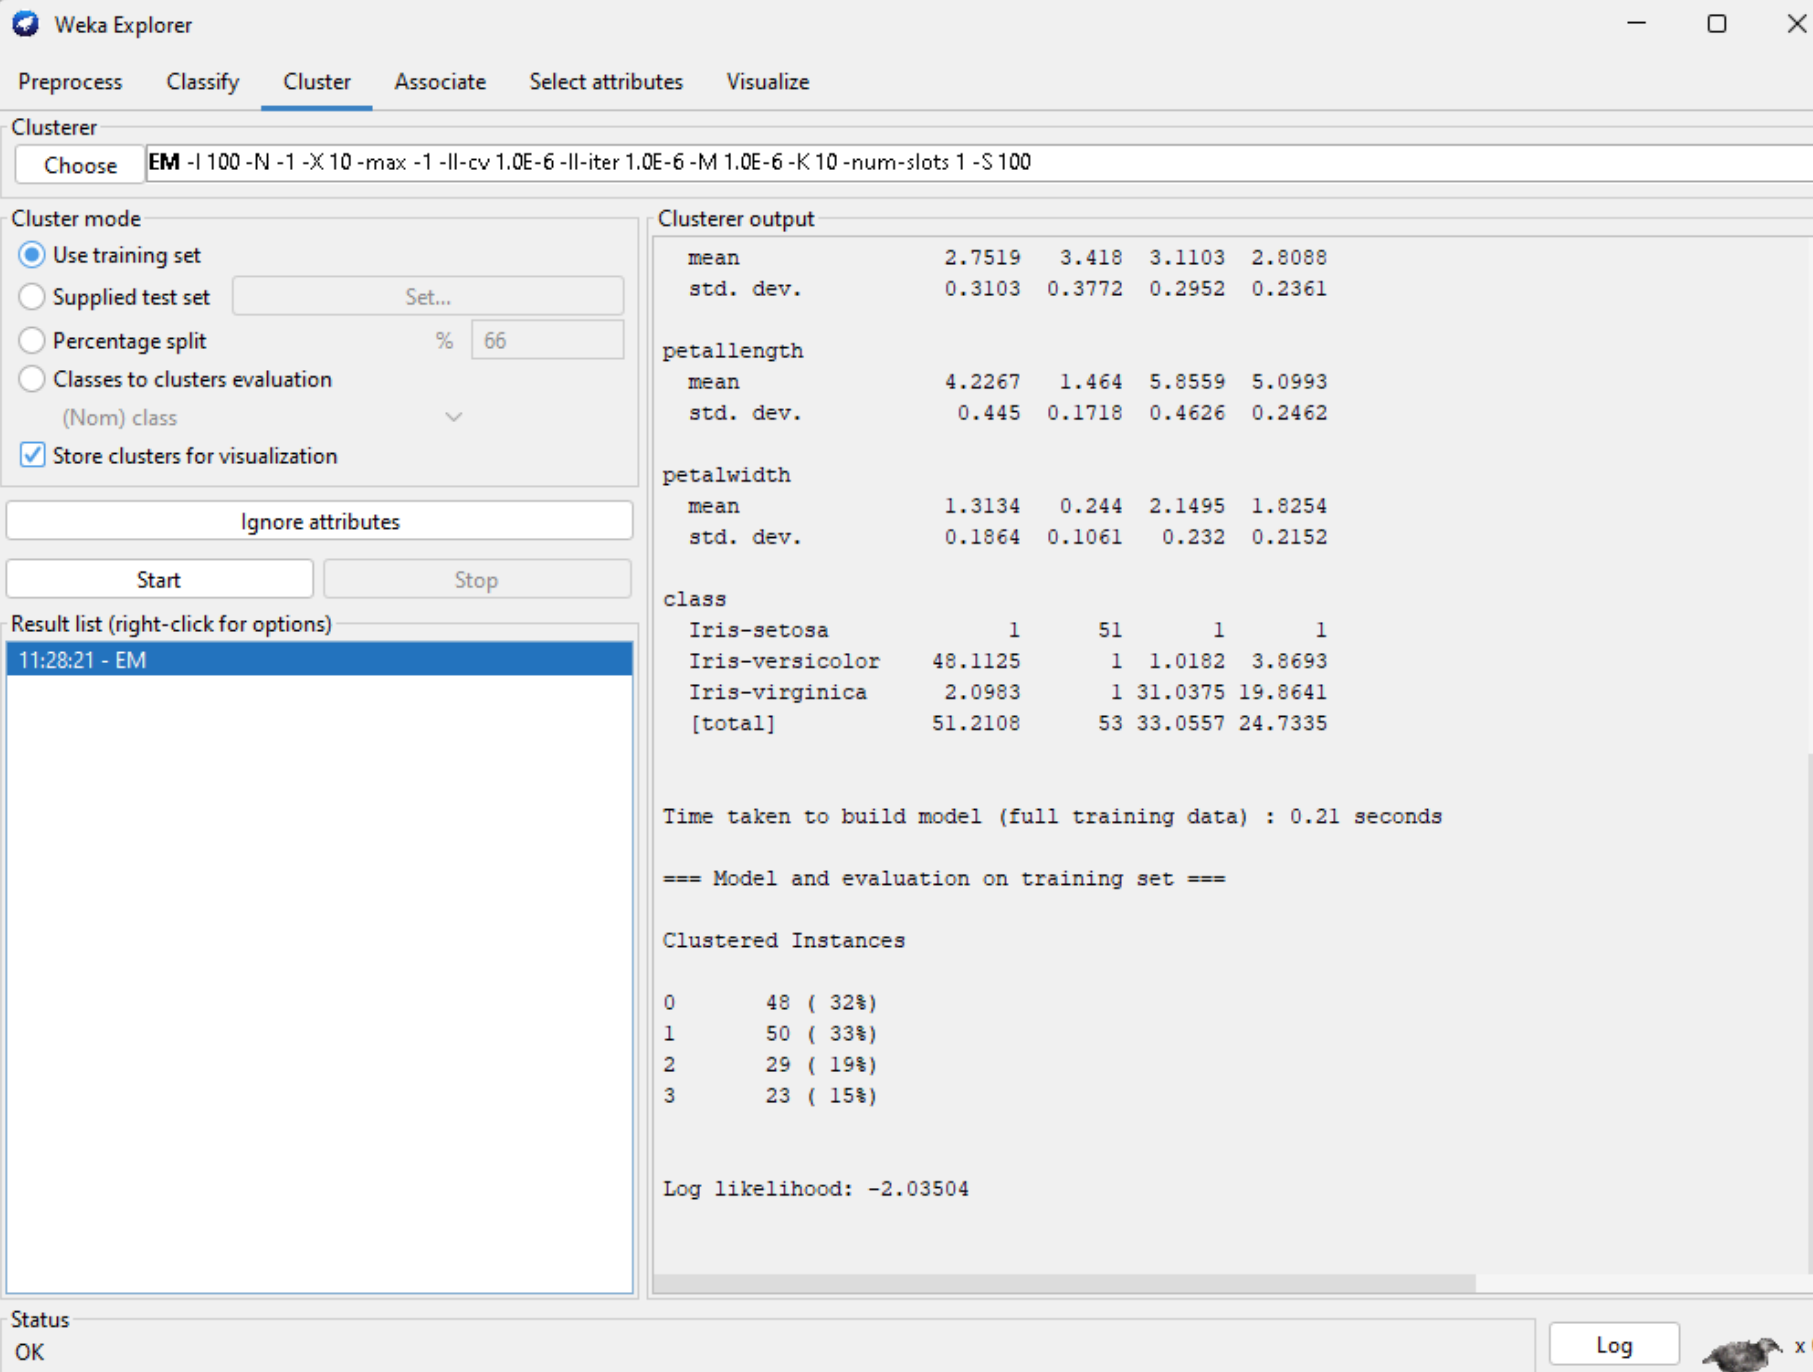 Weka Explorer
Preprocess Classify Cluster Associate Select attributes Visualize
Clusterer
Choose EM -I 100 -N -1 -X 10 -max -1 -ll-cv 1.0E-6 -ll-iter 1.0E-6 -M 1.0E-6 -K 10 -num-slots 1 -S 100
Cluster mode
Use training set
Supplied test set Set...
Percentage split % 66
Classes to clusters evaluation
(Nom) class
Store clusters for visualization
Ignore attributes
Start Stop
Result list (right-click for options)
11:28:21 - EM
Clusterer output
mean 2.7519 3.418 3.1103 2.8088
std. dev. 0.3103 0.3772 0.2952 0.2361
petallength
mean 4.2267 1.464 5.8559 5.0993
std. dev. 0.445 0.1718 0.4626 0.2462
petalwidth
mean 1.3134 0.244 2.1495 1.8254
std. dev. 0.1864 0.1061 0.232 0.2152
class
Iris-setosa 1 51 1 1
Iris-versicolor 48.1125 1 1.0182 3.8693
Iris-virginica 2.0983 1 31.0375 19.8641
[total] 51.2108 53 33.0557 24.7335
Time taken to build model (full training data) : 0.21 seconds
=== Model and evaluation on training set ===
Clustered Instances
0 48 ( 32%)
1 50 ( 33%)
2 29 ( 19%)
3 23 ( 15%)
Log likelihood: -2.03504
Status
OK
Log x